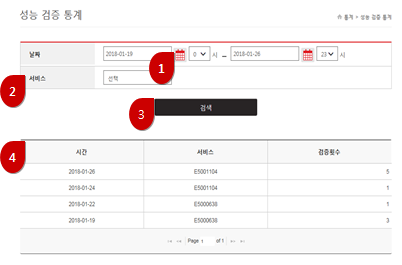 성능 검증 통계
통계 > 성능 검증 통계
날짜 2018-01-19 0 시 – 2018-01-26 23 시
1
서비스 선택
2
3 검색
4
시간 서비스 검증횟수
2018-01-26 E5001104 5
2018-01-24 E5001104 1
2018-01-22 E5000638 1
2018-01-19 E5000638 3
Page 1 of 1